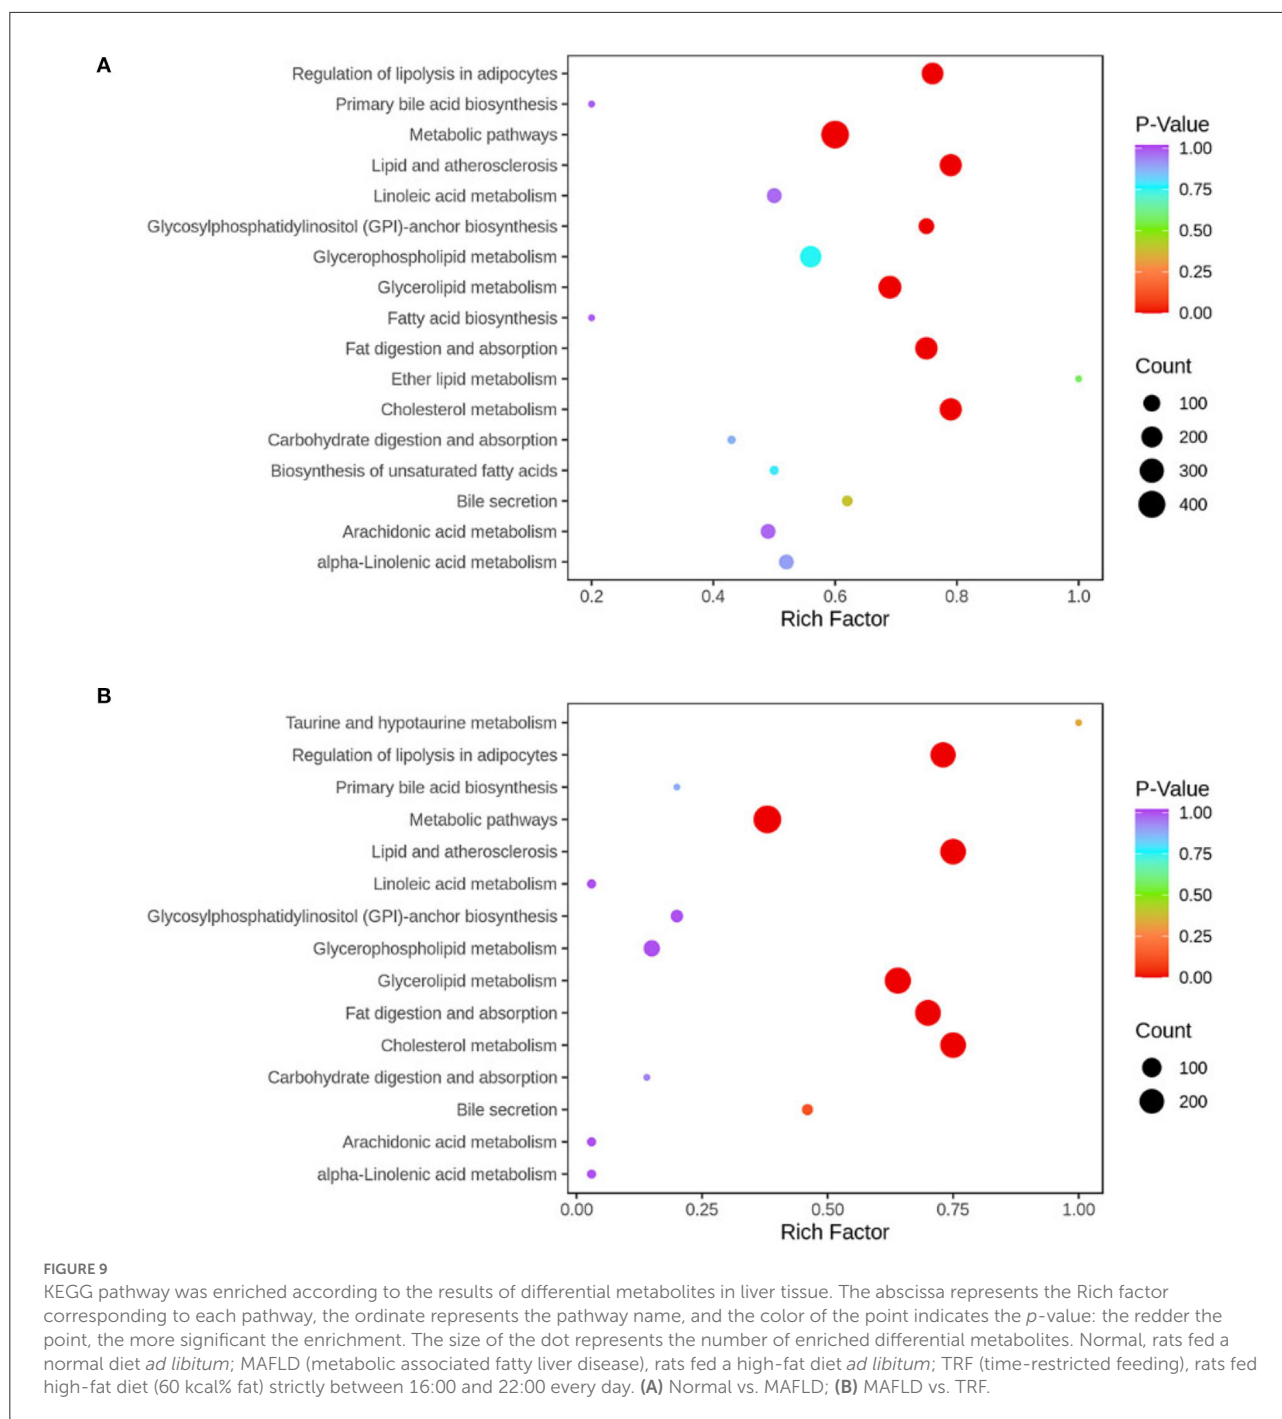 A
Regulation of lipolysis in adipocytes
Primary bile acid biosynthesis
Metabolic pathways
Lipid and atherosclerosis
Linoleic acid metabolism
Glycosylphosphatidylinositol (GPI)-anchor biosynthesis
Glycerophospholipid metabolism
Glycerolipid metabolism
Fatty acid biosynthesis
Fat digestion and absorption
Ether lipid metabolism
Cholesterol metabolism
Carbohydrate digestion and absorption
Biosynthesis of unsaturated fatty acids
Bile secretion
Arachidonic acid metabolism
alpha-Linolenic acid metabolism
0.2 0.4 0.6 0.8 1.0
Rich Factor
P-Value
1.00
0.75
0.50
0.25
0.00
Count
100
200
300
400
B
Taurine and hypotaurine metabolism
Regulation of lipolysis in adipocytes
Primary bile acid biosynthesis
Metabolic pathways
Lipid and atherosclerosis
Linoleic acid metabolism
Glycosylphosphatidylinositol (GPI)-anchor biosynthesis
Glycerophospholipid metabolism
Glycerolipid metabolism
Fat digestion and absorption
Cholesterol metabolism
Carbohydrate digestion and absorption
Bile secretion
Arachidonic acid metabolism
alpha-Linolenic acid metabolism
0.00 0.25 0.50 0.75 1.00
Rich Factor
P-Value
1.00
0.75
0.50
0.25
0.00
Count
100
200
FIGURE 9
KEGG pathway was enriched according to the results of differential metabolites in liver tissue. The abscissa represents the Rich factor
corresponding to each pathway, the ordinate represents the pathway name, and the color of the point indicates the p-value: the redder the
point, the more significant the enrichment. The size of the dot represents the number of enriched differential metabolites. Normal, rats fed a
normal diet ad libitum; MAFLD (metabolic associated fatty liver disease), rats fed a high-fat diet ad libitum; TRF (time-restricted feeding), rats fed
high-fat diet (60 kcal% fat) strictly between 16:00 and 22:00 every day. (A) Normal vs. MAFLD; (B) MAFLD vs. TRF.